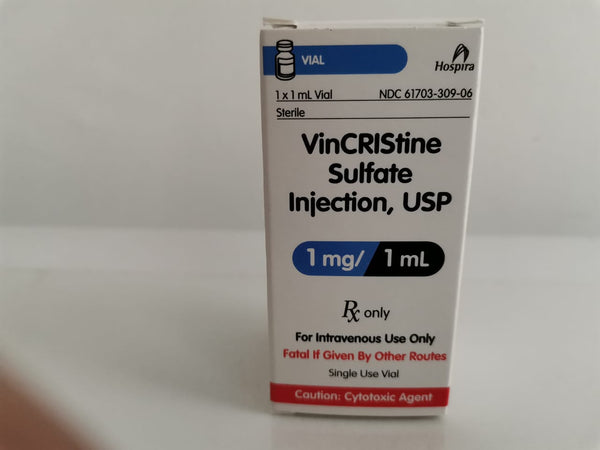 VIAL
Hospira
1 x 1 mL Vial NDC 61703-309-06
Sterile
VinCRIStine
Sulfate
Injection, USP
1 mg/ 1 mL
Rx only
For Intravenous Use Only
Fatal If Given By Other Routes
Single Use Vial
Caution: Cytotoxic Agent